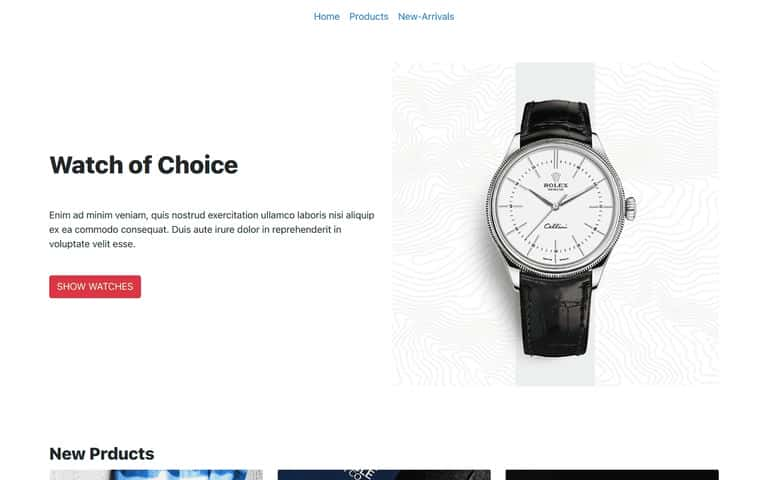 Home Products New-Arrivals
Watch of Choice
Enim ad minim veniam, quis nostrud exercitation ullamco laboris nisi aliquip
ex ea commodo consequat. Duis aute irure dolor in reprehenderit in
voluptate velit esse.
SHOW WATCHES
ROLEX
Cellini
New Prducts